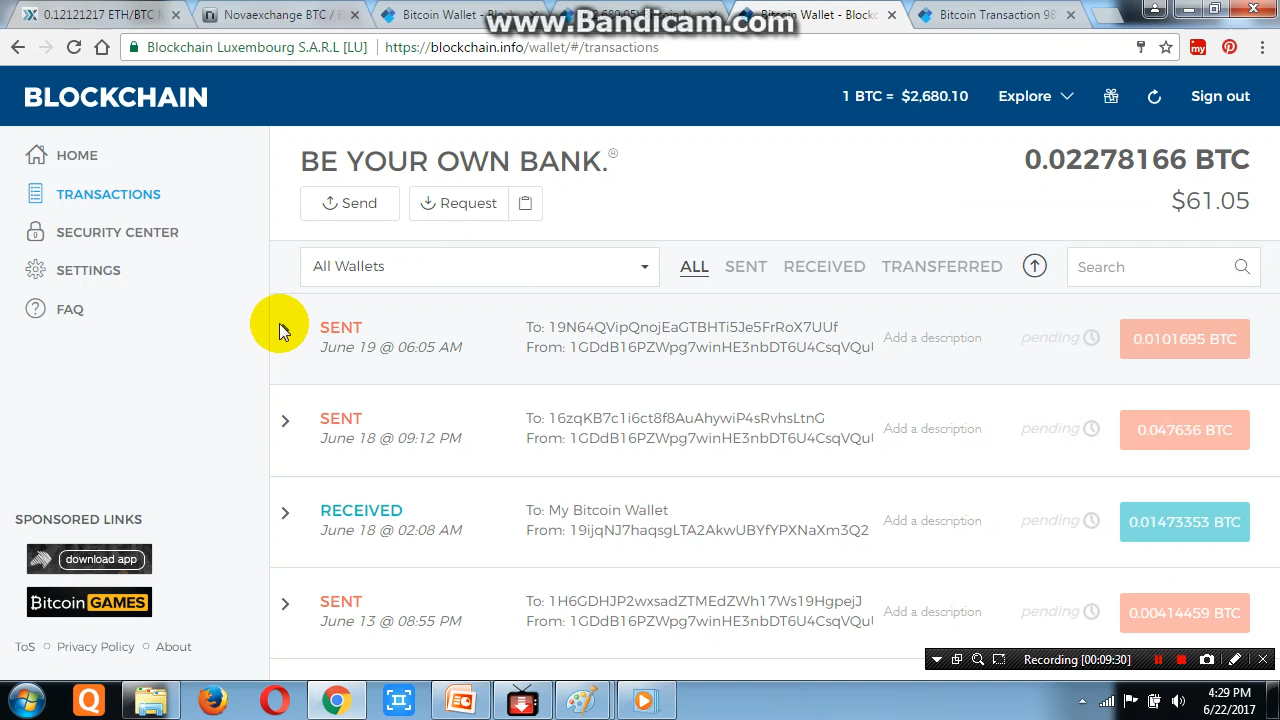 www.Bandicam.com
0.12121217 ETH/BTC
Novaexchange BTC /
Bitcoin Wallet - Blockc
Bitcoin Wallet - Blockc
Bitcoin Transaction 98
Blockchain Luxembourg S.A.R.L [LU]
https://blockchain.info/wallet/#/transactions
BLOCKCHAIN
1 BTC = $2,680.10
Explore
Sign out
HOME
TRANSACTIONS
SECURITY CENTER
SETTINGS
FAQ
SPONSORED LINKS
download app
Bitcoin GAMES
ToS
Privacy Policy
About
BE YOUR OWN BANK.®
0.02278166 BTC
$61.05
Send
Request
All Wallets
ALL
SENT
RECEIVED
TRANSFERRED
Search
SENT
June 19 @ 06:05 AM
To: 19N64QVipQnojEaGTBHTi5Je5FrRoX7UUf
From: 1GDdB16PZWpg7winHE3nbDT6U4CsqVQu
Add a description
pending
0.0101695 BTC
SENT
June 18 @ 09:12 PM
To: 16zqKB7c1i6ct8f8AuAhywiP4sRvhsLtnG
From: 1GDdB16PZWpg7winHE3nbDT6U4CsqVQu
Add a description
pending
0.047636 BTC
RECEIVED
June 18 @ 02:08 AM
To: My Bitcoin Wallet
From: 19ijqNJ7haqsgLTA2AkwUBYfYPXNaXm3Q2
Add a description
pending
0.01473353 BTC
SENT
June 13 @ 08:55 PM
To: 1H6GDHJP2wxsadZTMEdZWh17Ws19HgpejJ
From: 1GDdB16PZWpg7winHE3nbDT6U4CsqVQu
Add a description
pending
0.00414459 BTC
Recording [00:09:30]
4:29 PM
6/22/2017